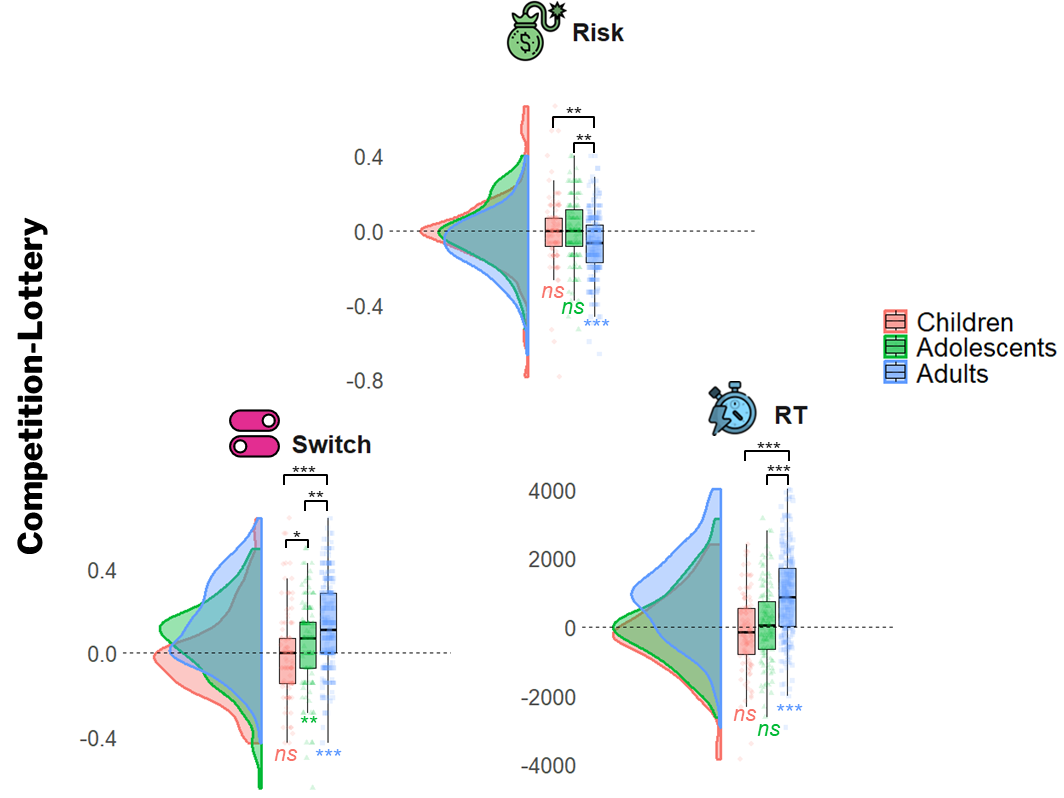 $
Risk
**
**
0.4
0.0
-0.4
-0.8
ns
ns
***
Competition-Lottery
Children
Adolescents
Adults
Switch
***
**
*
0.4
0.0
-0.4
**
ns
***
RT
***
***
4000
2000
0
-2000
-4000
ns
ns
***